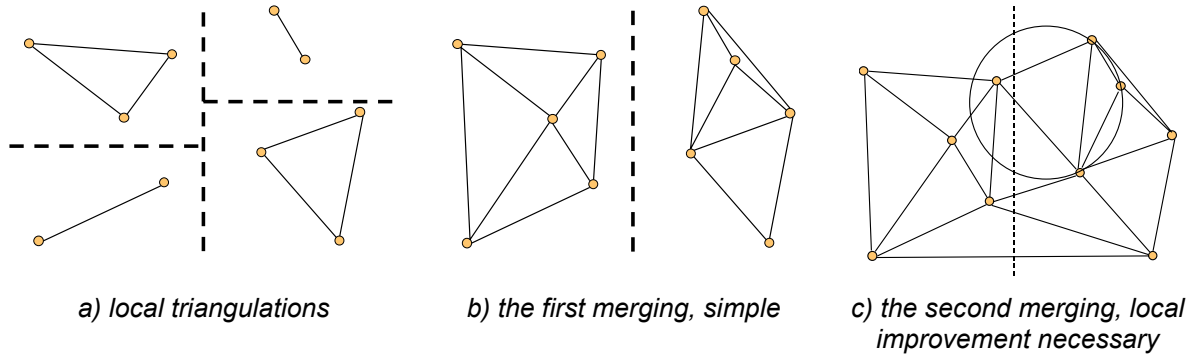 a) local triangulations
b) the first merging, simple
c) the second merging, local
improvement necessary